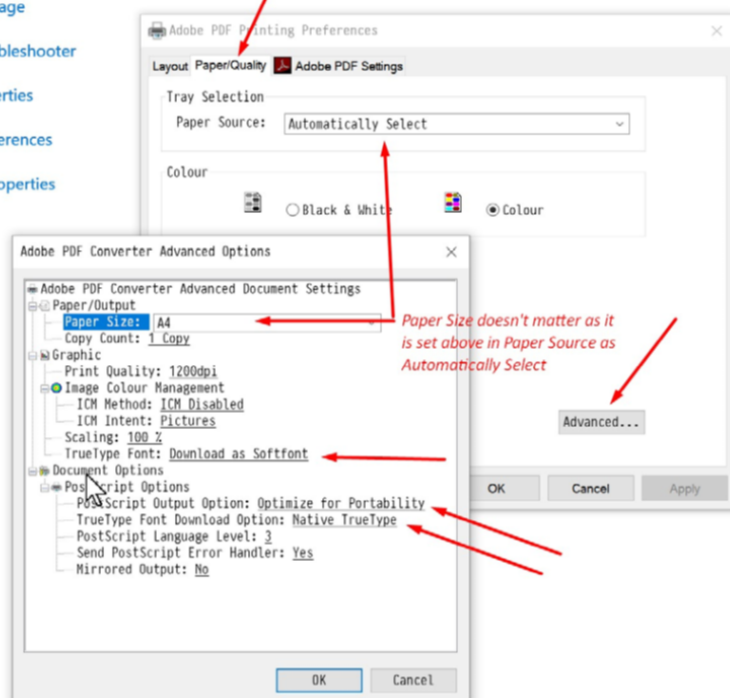 age
Adobe PDF Printing Preferences
bleshooter
Layout Paper/Quality Adobe PDF Settings
erties
Tray Selection
Paper Source: Automatically Select
erences
Colour
operties
Black & White Colour
Adobe PDF Converter Advanced Options
Adobe PDF Converter Advanced Document Settings
Paper/Output
Paper Size: A4
Paper Size doesn't matter as it
is set above in Paper Source as
Automatically Select
Copy Count: 1 Copy
Graphic
Print Quality: 1200dpi
Image Colour Management
ICM Method: ICM Disabled
ICM Intent: Pictures
Advanced...
Scaling: 100 %
TrueType Font: Download as Softfont
Document Options
PostScript Options
OK Cancel Apply
PostScript Output Option: Optimize for Portability
TrueType Font Download Option: Native TrueType
PostScript Language Level: 3
Send PostScript Error Handler: Yes
Mirrored Output: No
OK Cancel